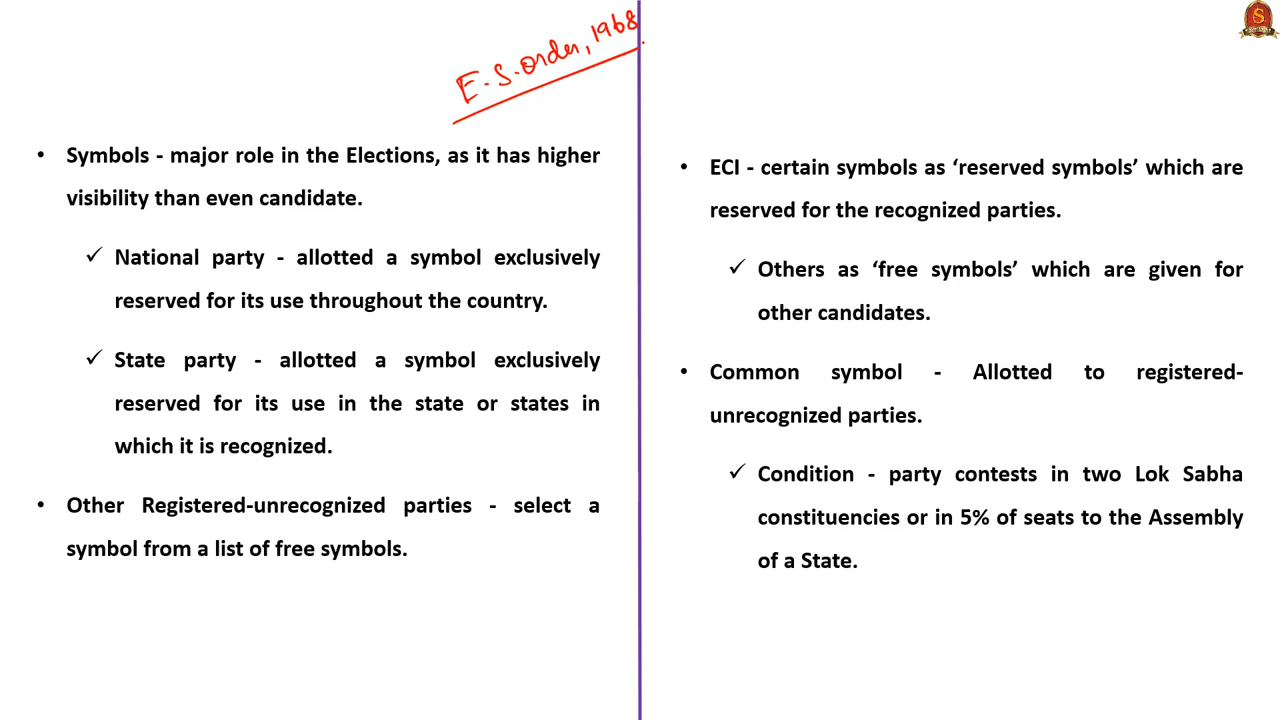 E. S. Order, 1968.
• Symbols - major role in the Elections, as it has higher
visibility than even candidate.
✓ National party - allotted a symbol exclusively
reserved for its use throughout the country.
✓ State party - allotted a symbol exclusively
reserved for its use in the state or states in
which it is recognized.
• Other Registered-unrecognized parties - select a
symbol from a list of free symbols.
• ECI - certain symbols as ‘reserved symbols’ which are
reserved for the recognized parties.
✓ Others as ‘free symbols’ which are given for
other candidates.
• Common symbol - Allotted to registered-
unrecognized parties.
✓ Condition - party contests in two Lok Sabha
constituencies or in 5% of seats to the Assembly
of a State.
S